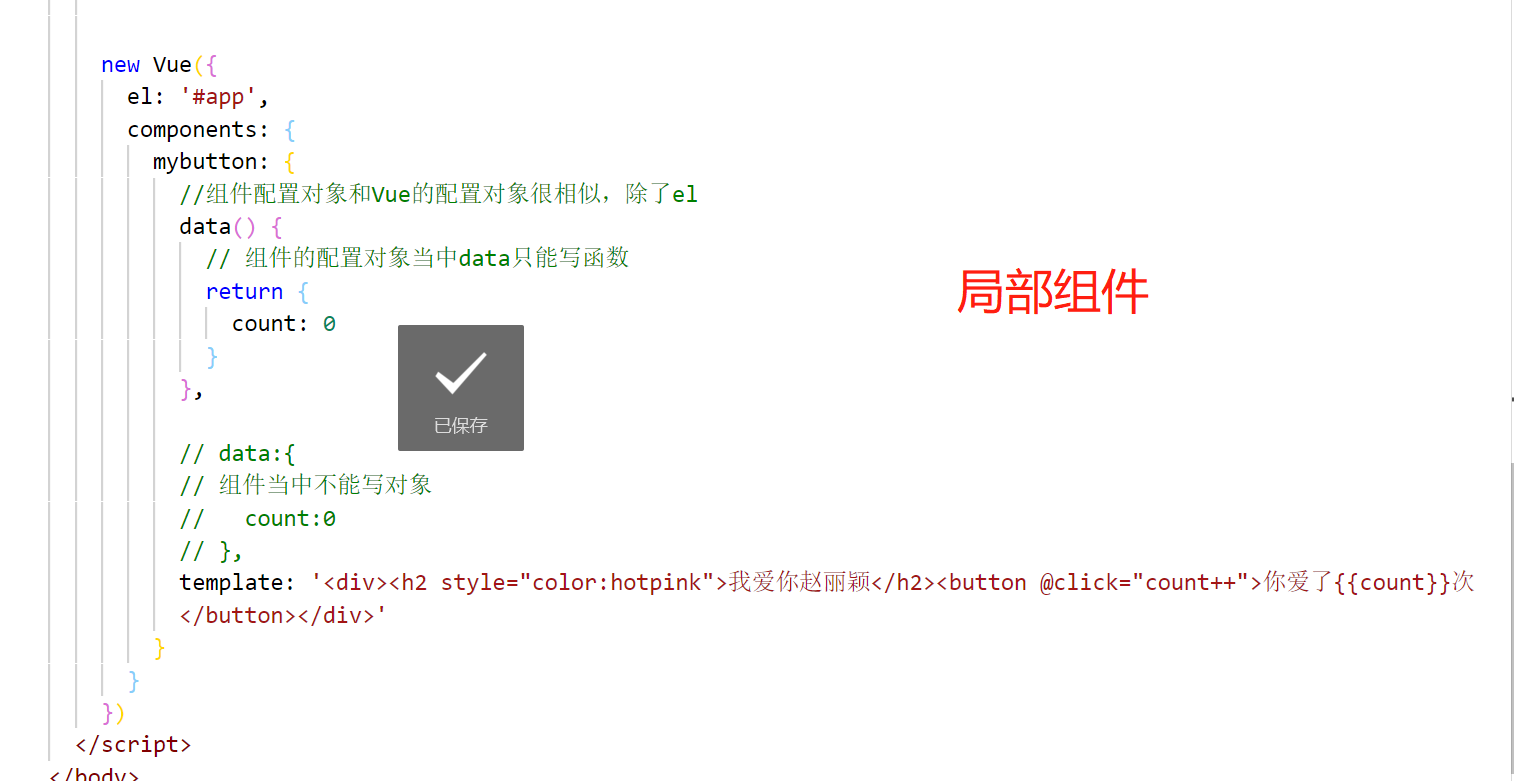 new Vue({
el: '#app',
components: {
mybutton: {
//组件配置对象和Vue的配置对象很相似，除了el
data() {
// 组件的配置对象当中data只能写函数
return {
count: 0
}
},
局部组件
已保存
// data:{
// 组件当中不能写对象
//   count:0
// },
template: '<div><h2 style="color:hotpink">我爱你赵丽颖</h2><button @click="count++">你爱了{{count}}次
</button></div>'
}
}
})
</script>
</body>